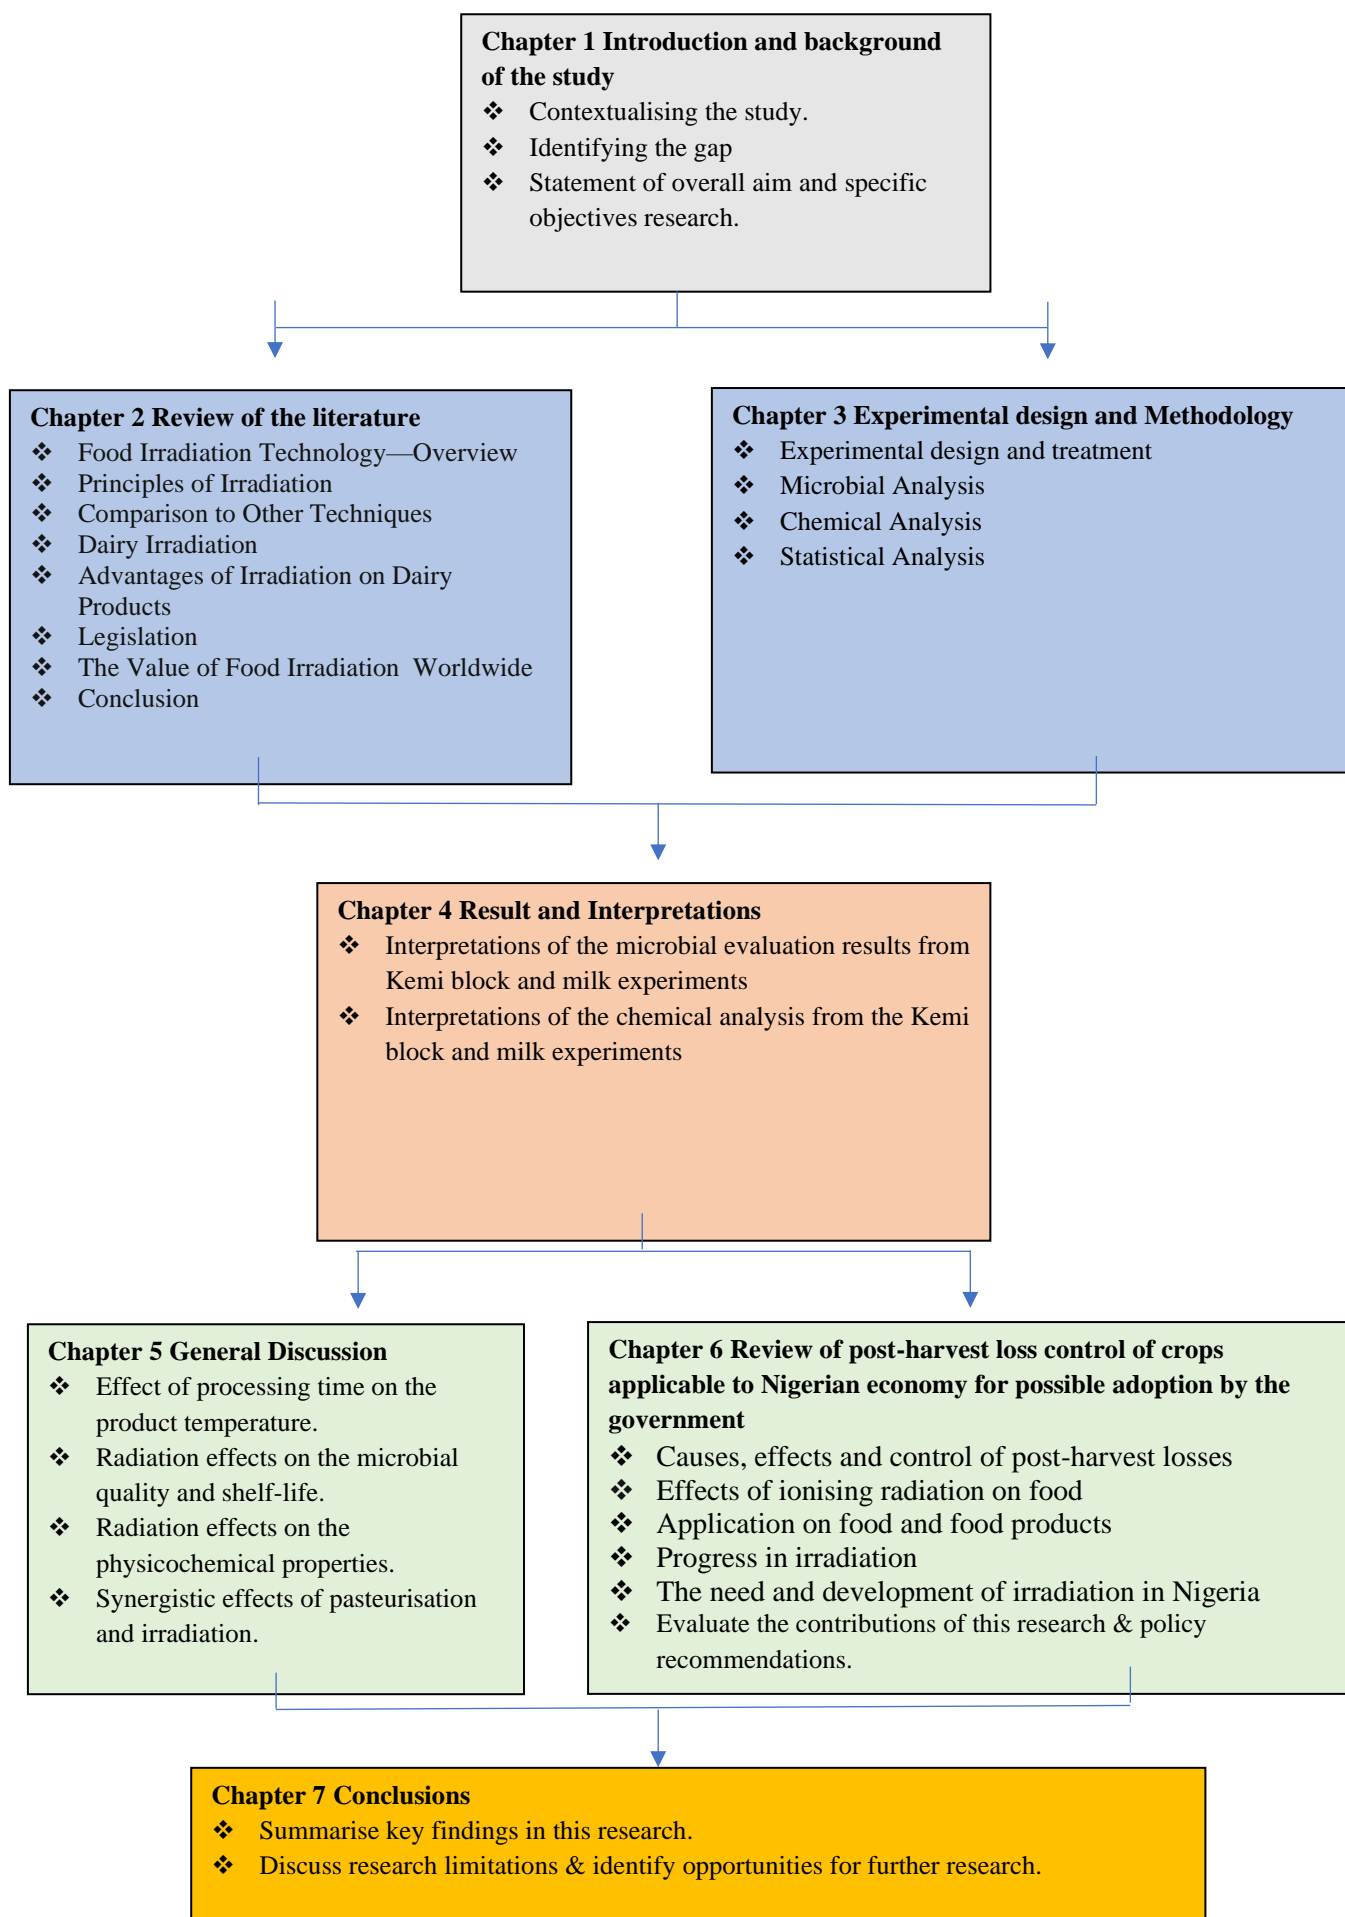 Chapter 1 Introduction and background
of the study
❖ Contextualising the study.
❖ Identifying the gap
❖ Statement of overall aim and specific
objectives research.
Chapter 2 Review of the literature
❖ Food Irradiation Technology—Overview
❖ Principles of Irradiation
❖ Comparison to Other Techniques
❖ Dairy Irradiation
❖ Advantages of Irradiation on Dairy
Products
❖ Legislation
❖ The Value of Food Irradiation Worldwide
❖ Conclusion
Chapter 3 Experimental design and Methodology
❖ Experimental design and treatment
❖ Microbial Analysis
❖ Chemical Analysis
❖ Statistical Analysis
Chapter 4 Result and Interpretations
❖ Interpretations of the microbial evaluation results from
Kemi block and milk experiments
❖ Interpretations of the chemical analysis from the Kemi
block and milk experiments
Chapter 5 General Discussion
❖ Effect of processing time on the
product temperature.
❖ Radiation effects on the microbial
quality and shelf-life.
❖ Radiation effects on the
physicochemical properties.
❖ Synergistic effects of pasteurisation
and irradiation.
Chapter 6 Review of post-harvest loss control of crops
applicable to Nigerian economy for possible adoption by the
government
❖ Causes, effects and control of post-harvest losses
❖ Effects of ionising radiation on food
❖ Application on food and food products
❖ Progress in irradiation
❖ The need and development of irradiation in Nigeria
❖ Evaluate the contributions of this research & policy
recommendations.
Chapter 7 Conclusions
❖ Summarise key findings in this research.
❖ Discuss research limitations & identify opportunities for further research.